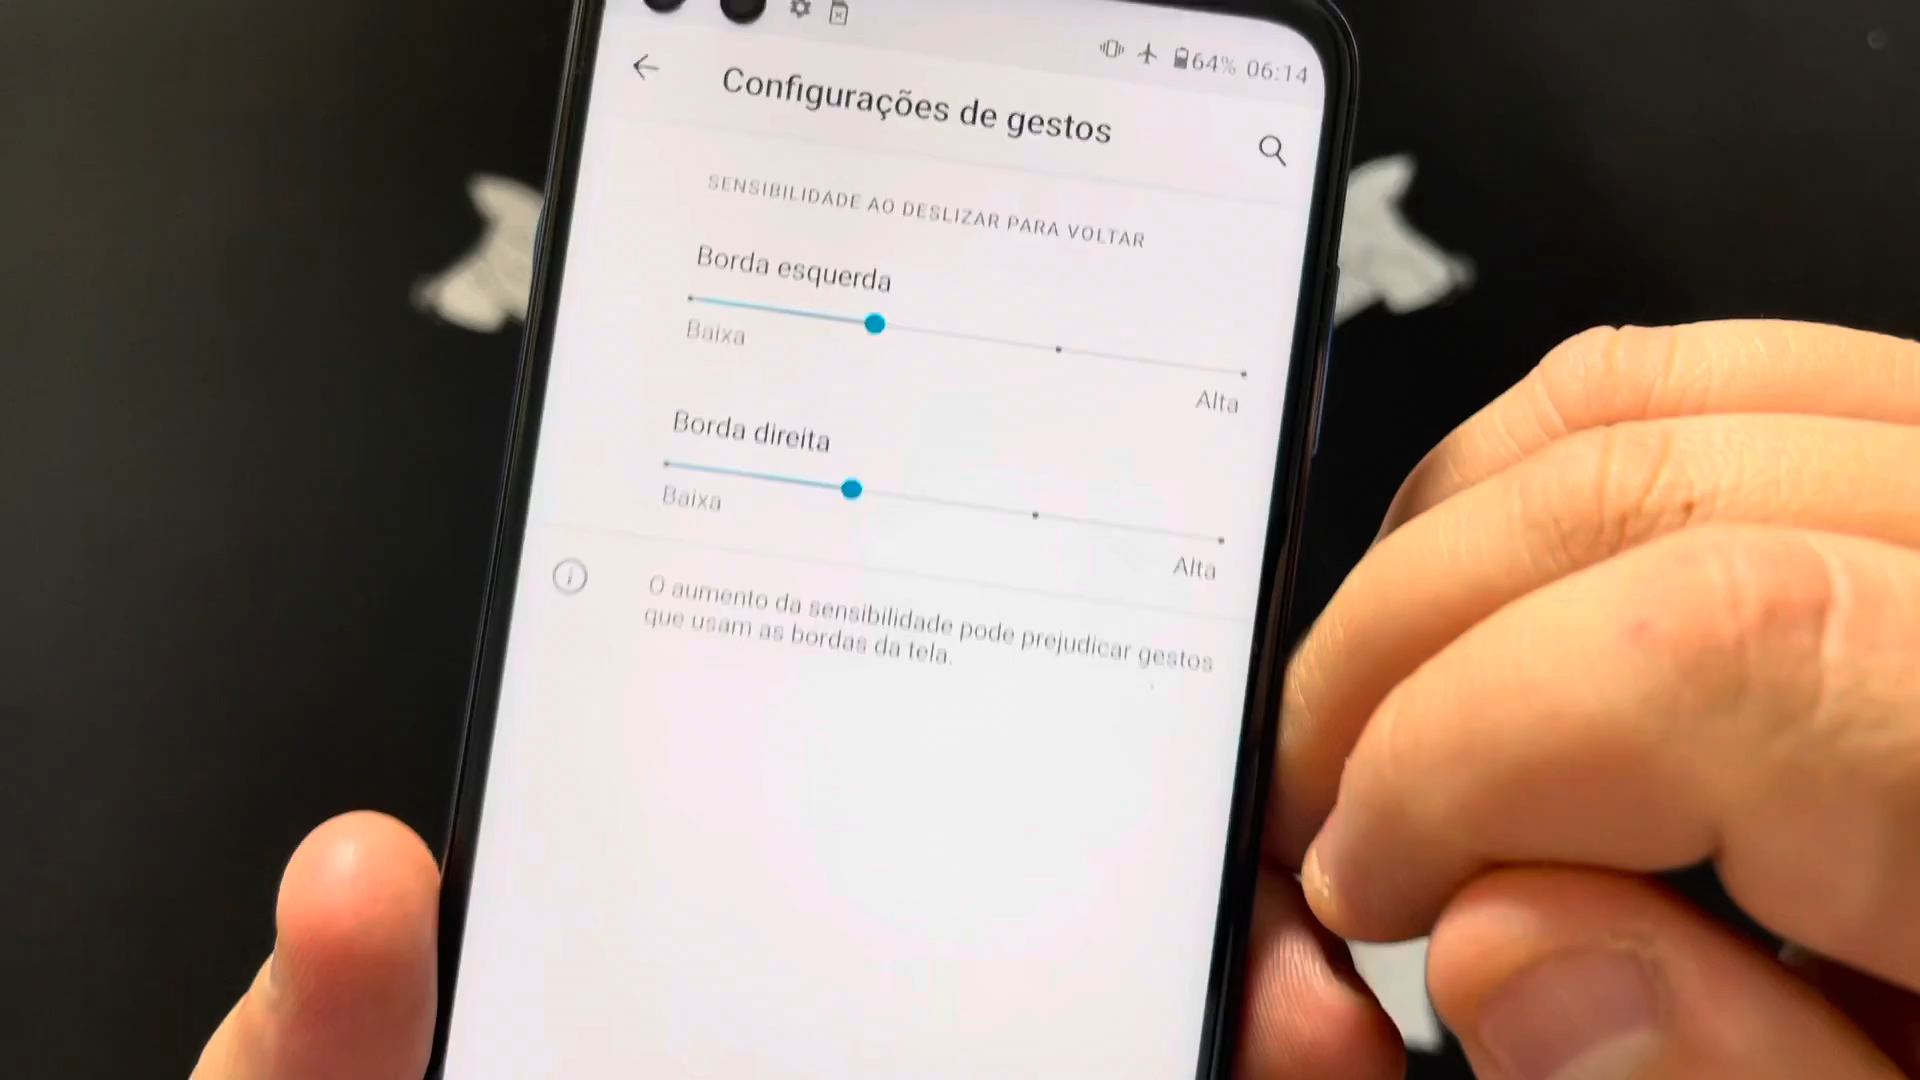 64% 06:14
Configurações de gestos
SENSIBILIDADE AO DESLIZAR PARA VOLTAR
Borda esquerda
Baixa
Alta
Borda direita
Baixa
Alta
O aumento da sensibilidade pode prejudicar gestos
que usam as bordas da tela.